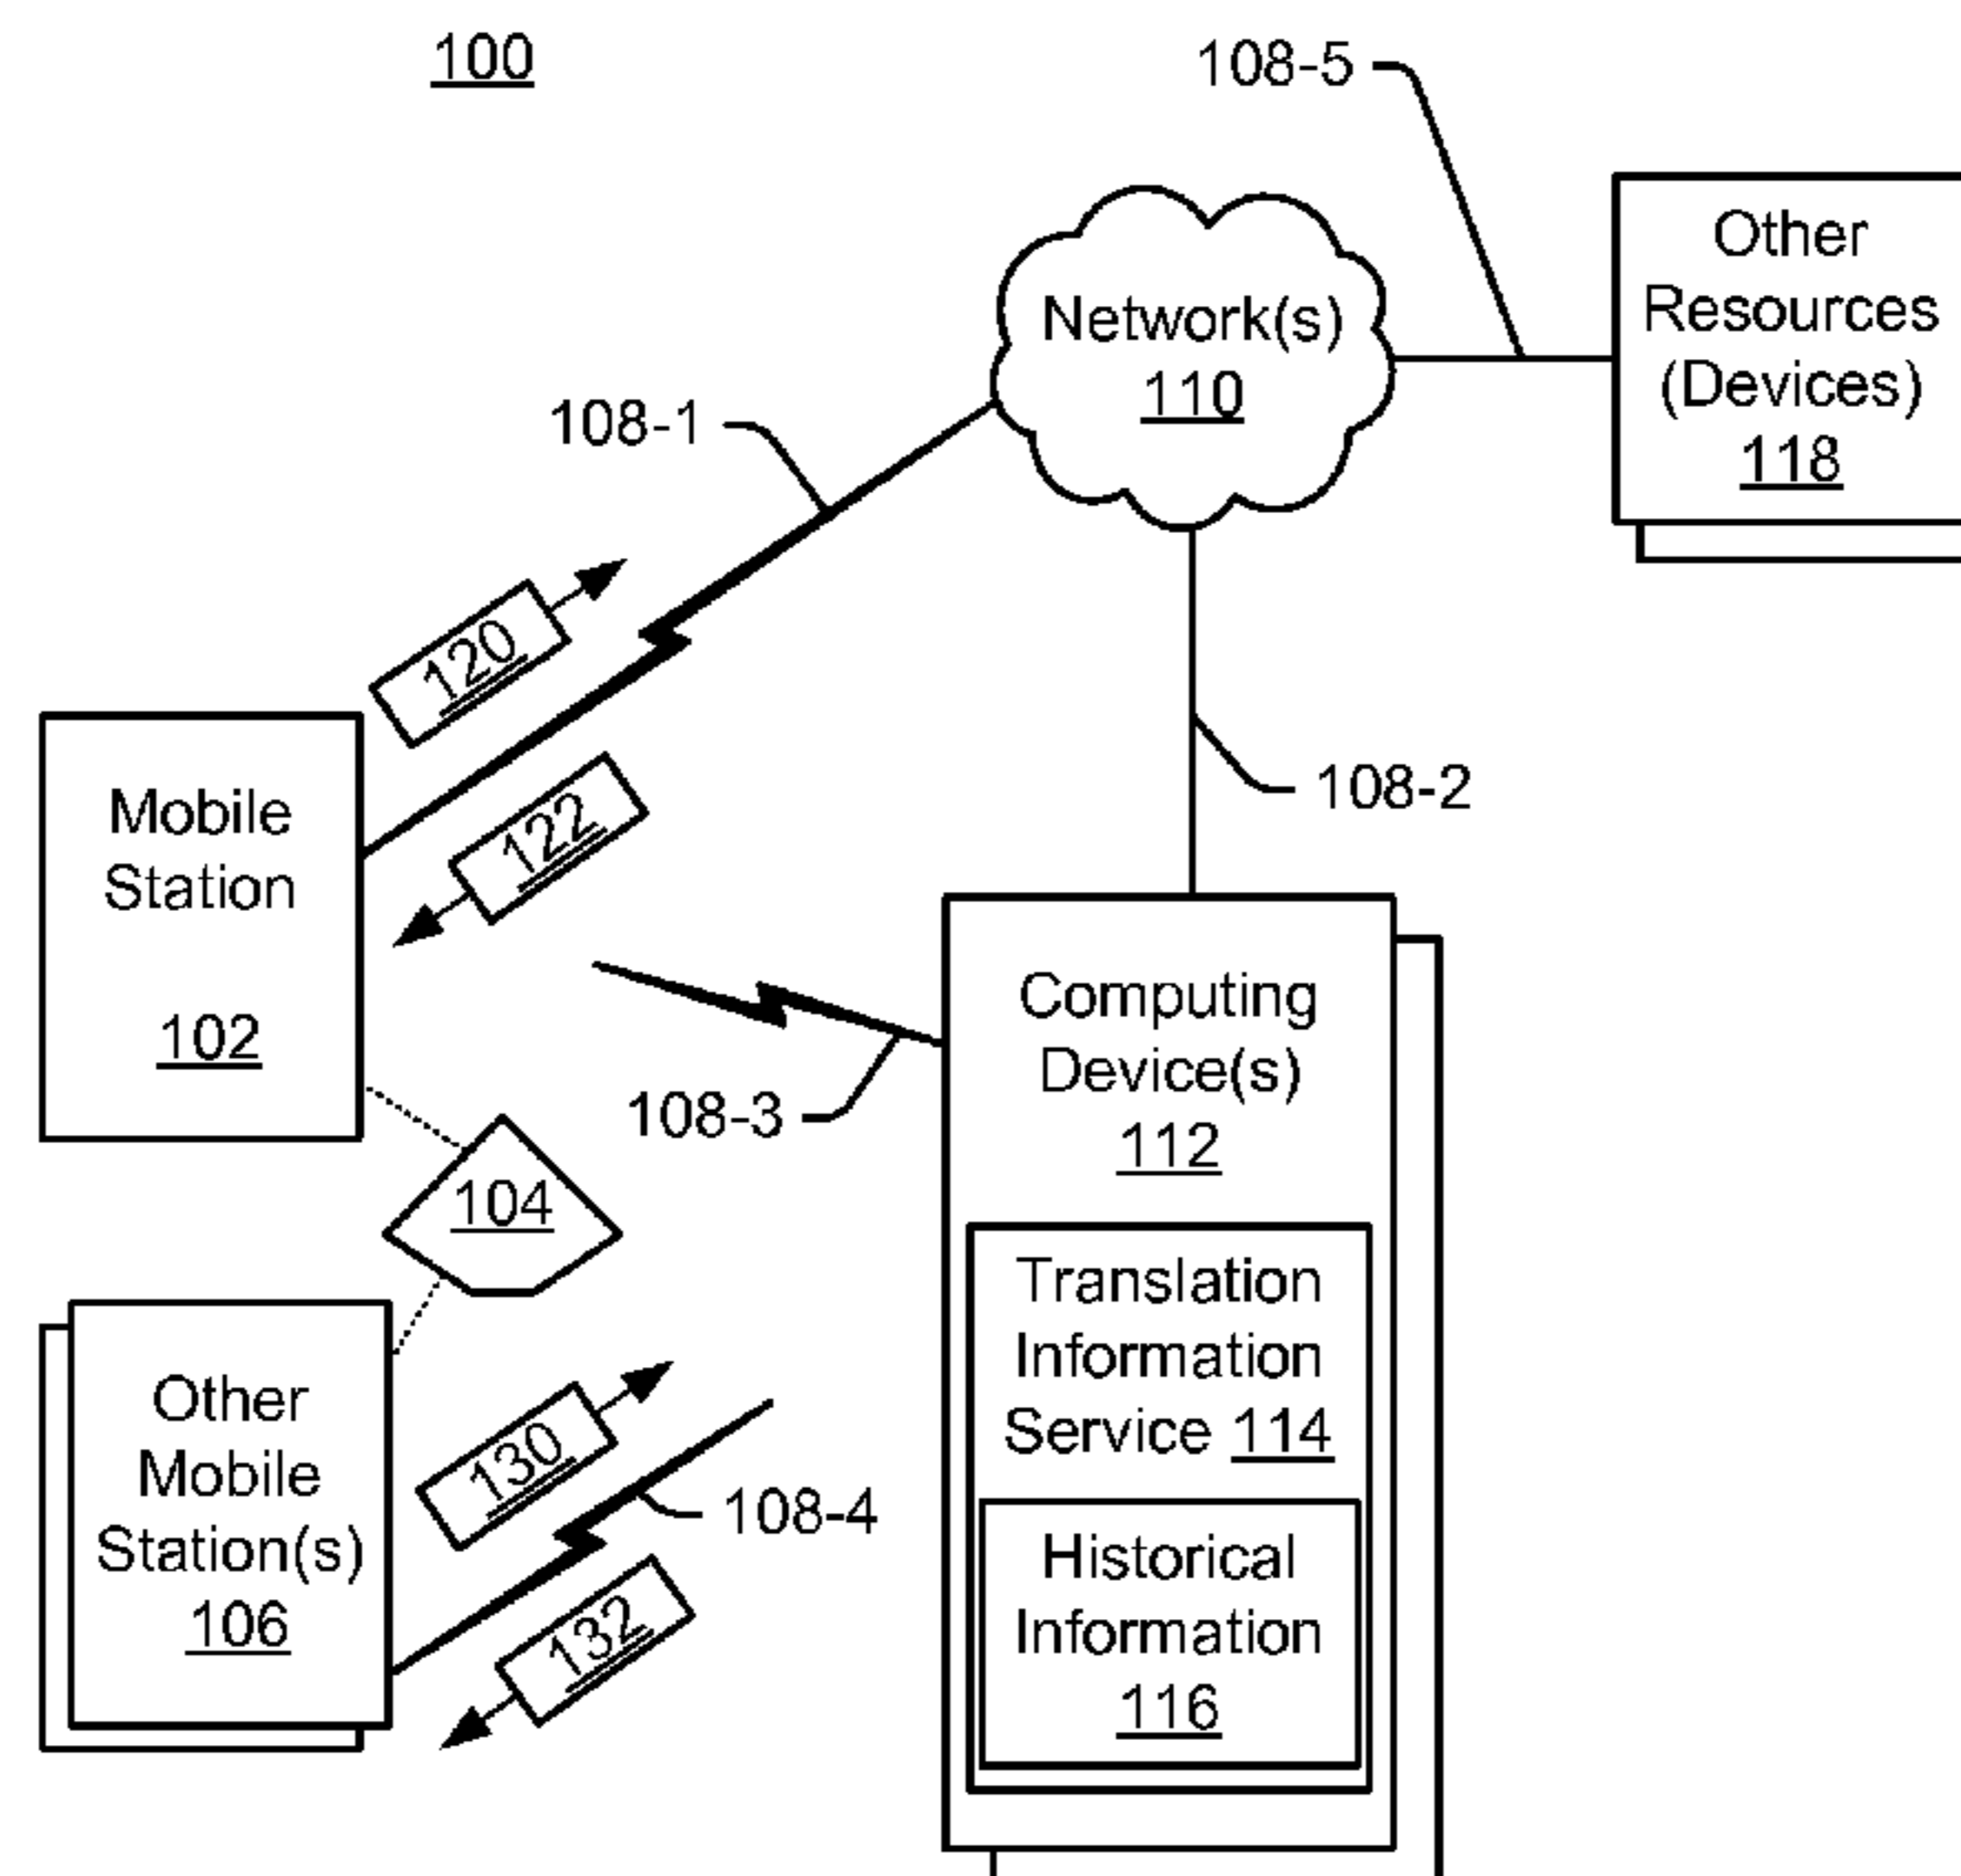 100
108-5
Other
Resources
(Devices)
118
Network(s)
110
108-1
120
122
108-2
Mobile
Station
102
108-3
104
Computing
Device(s)
112
Translation
Information
Service 114
Historical
Information
116
Other
Mobile
Station(s)
106
130
108-4
132